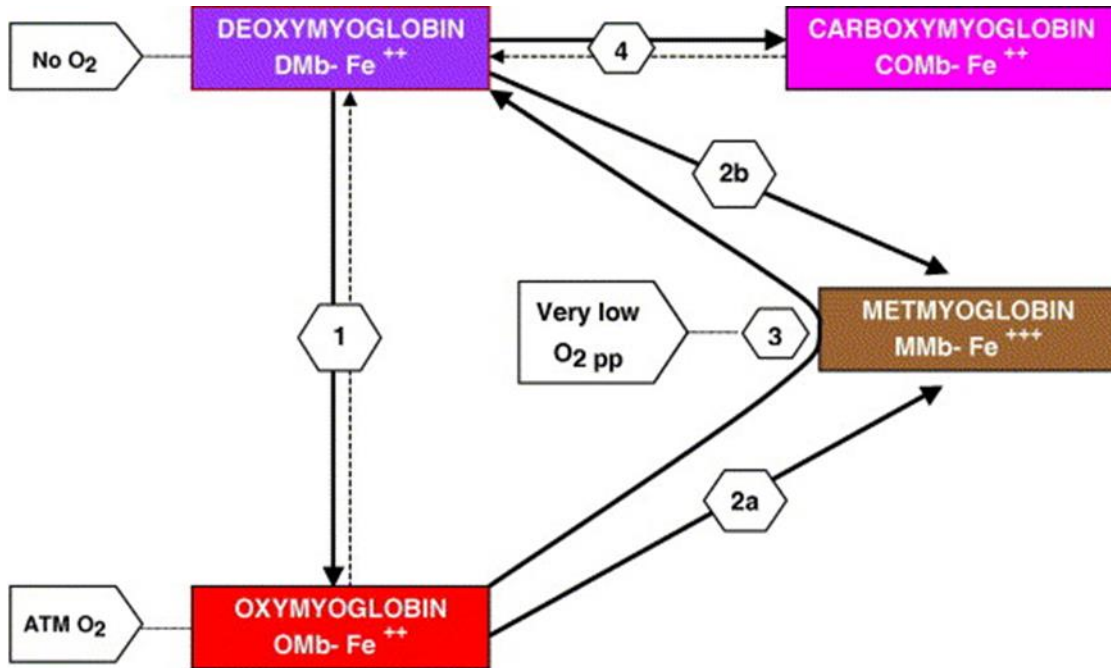 No O2
DEOXYMYOGLOBIN
DMb- Fe ++
4
CARBOXYMYOGLOBIN
COMb- Fe ++
2b
1
Very low
O2 pp
3
METMYOGLOBIN
MMb- Fe +++
2a
ATM O2
OXYMYOGLOBIN
OMb- Fe ++